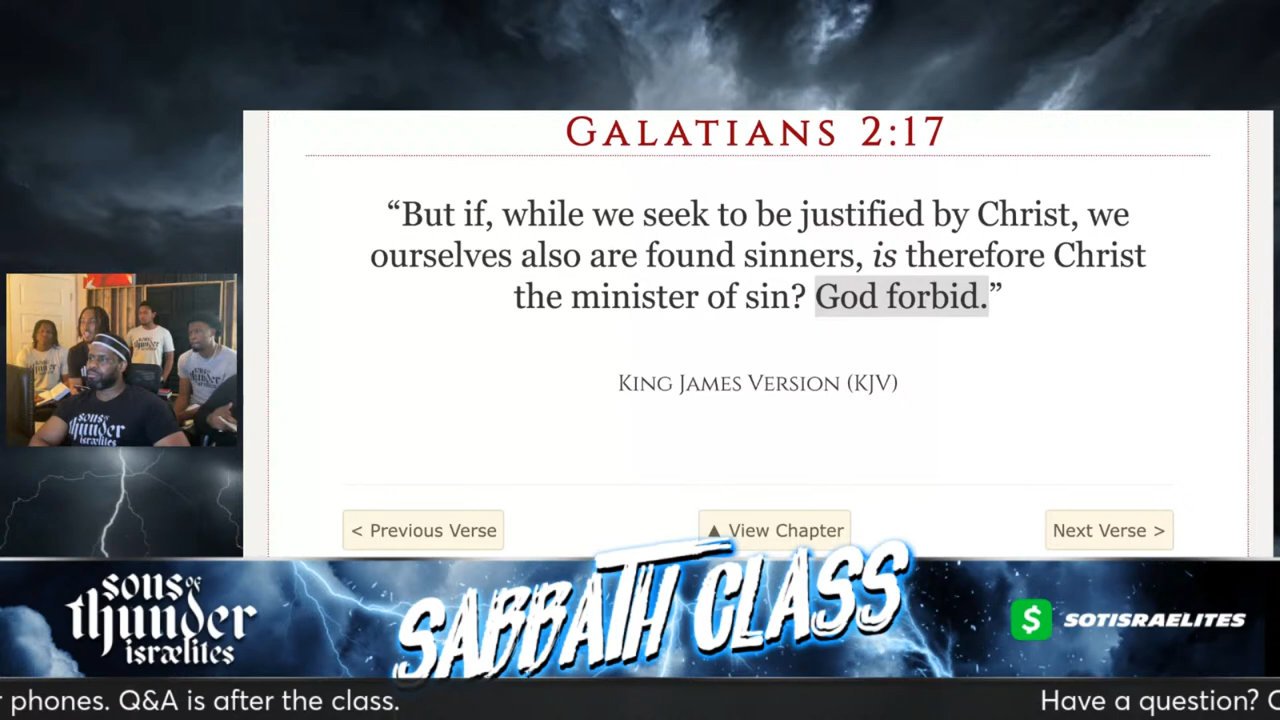 GALATIANS 2:17
“But if, while we seek to be justified by Christ, we
ourselves also are found sinners, is therefore Christ
the minister of sin? God forbid.”
KING JAMES VERSION (KJV)
< Previous Verse
▲ View Chapter
Next Verse >
sons of
thunder
israelites
sons of
thunder
israelites
SABBATH CLASS
$ SOTISRAELITES
phones. Q&A is after the class.
Have a question?